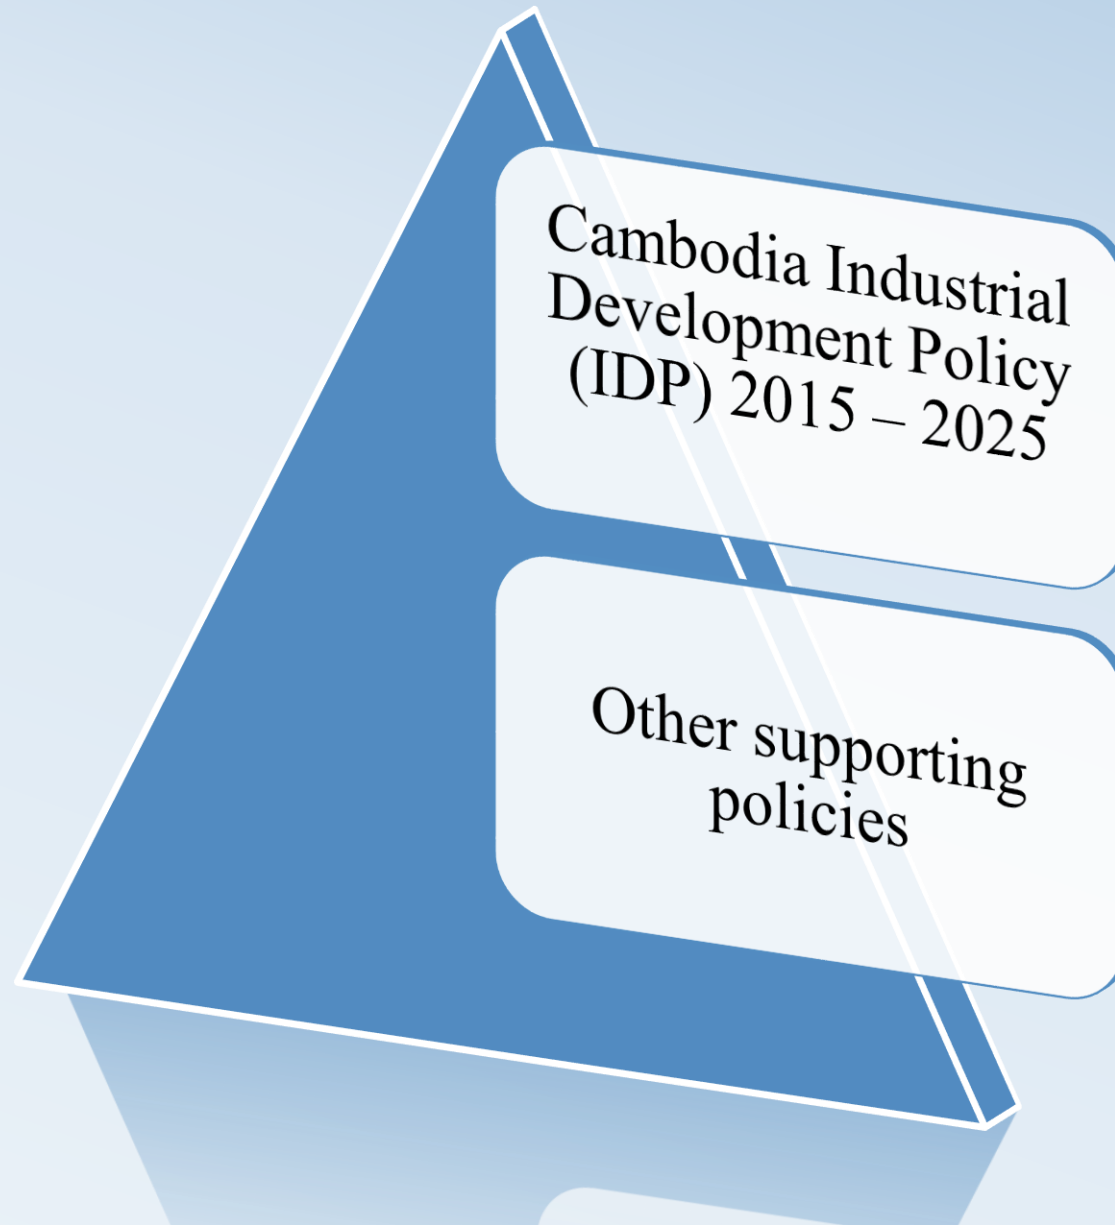 Cambodia Industrial
Development Policy
(IDP) 2015 – 2025
Other supporting
policies